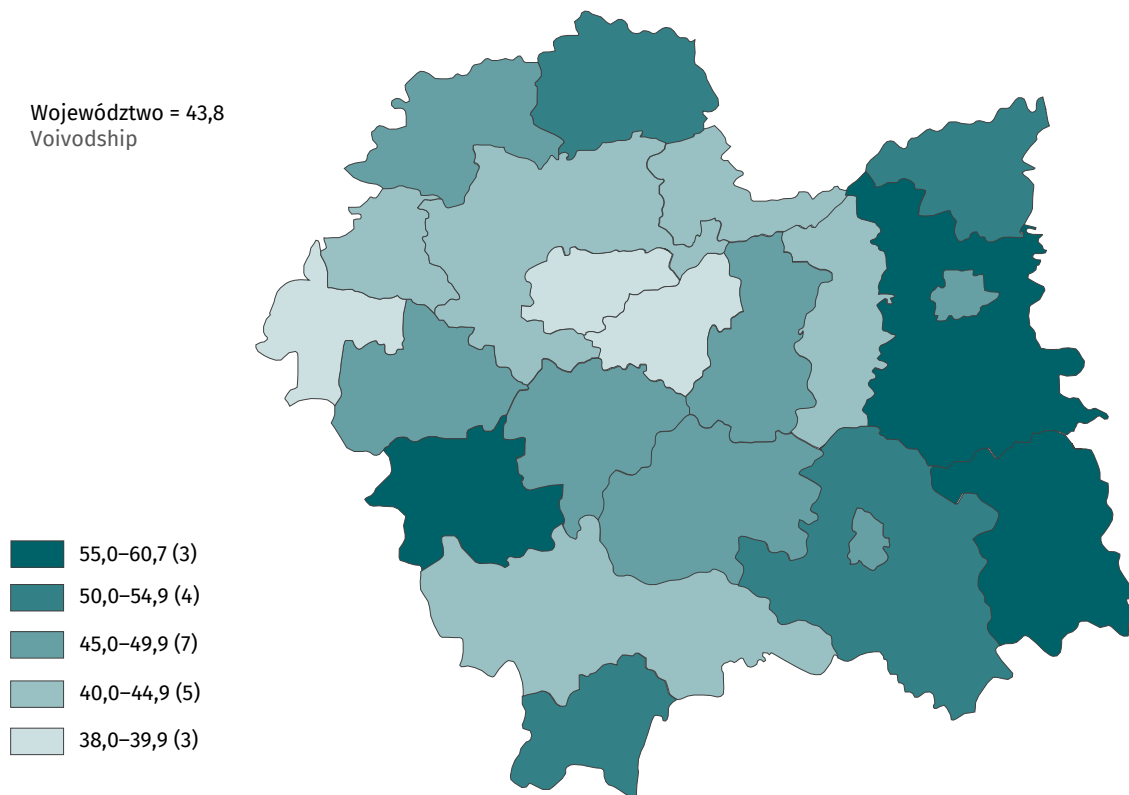 Województwo = 43,8
Voivodship
55,0–60,7 (3)
50,0–54,9 (4)
45,0–49,9 (7)
40,0–44,9 (5)
38,0–39,9 (3)